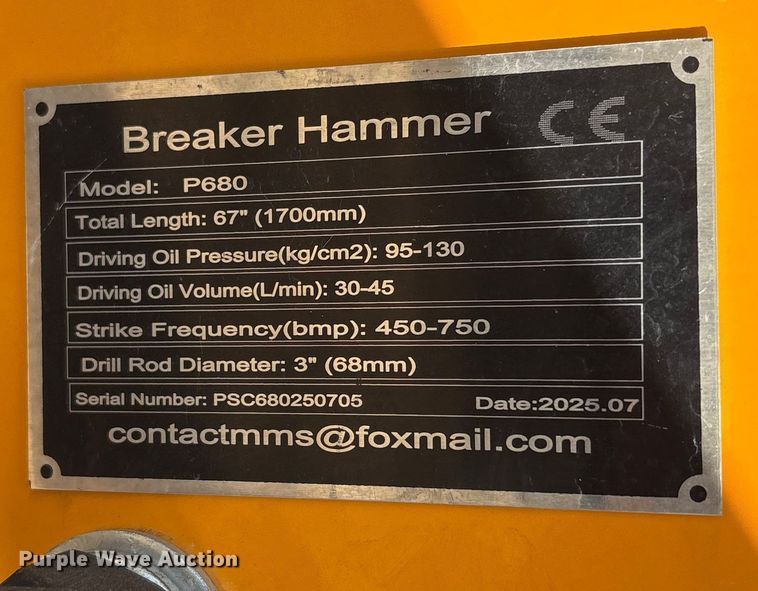 Breaker Hammer CE
Model: P680
Total Length: 67" (1700mm)
Driving Oil Pressure(kg/cm2): 95-130
Driving Oil Volume(L/min): 30-45
Strike Frequency(bmp): 450-750
Drill Rod Diameter: 3" (68mm)
Serial Number: PSC680250705 Date:2025.07
contactmms@foxmail.com
Purple Wave Auction